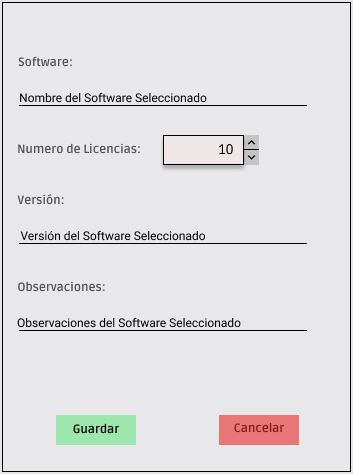 Software:
Nombre del Software Seleccionado
Numero de Licencias: 10
Versión:
Versión del Software Seleccionado
Observaciones:
Observaciones del Software Seleccionado
Guardar Cancelar